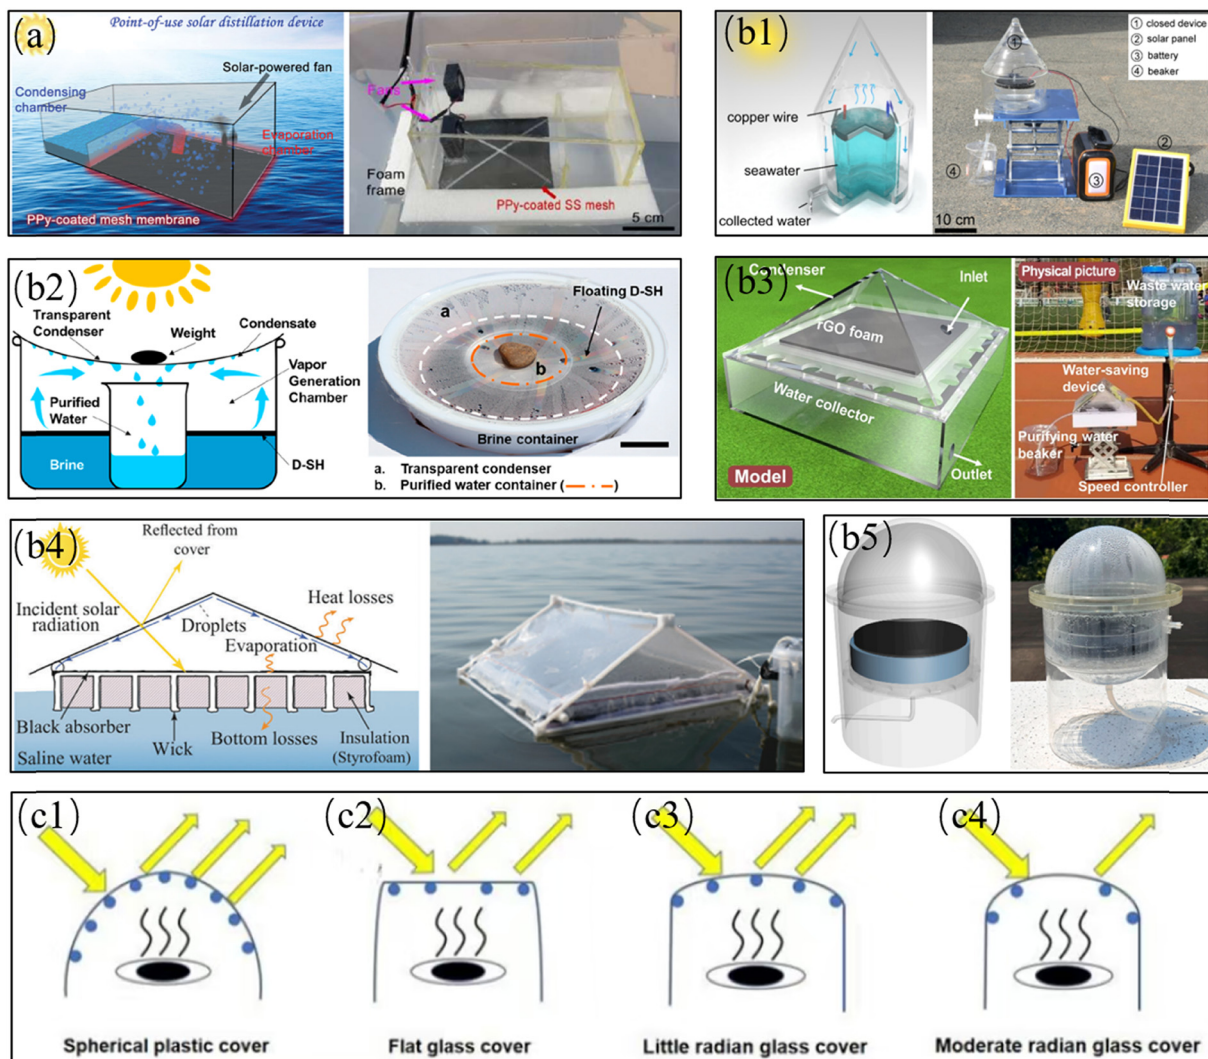 (a)
Point-of-use solar distillation device
Solar-powered fan
Condensing
chamber
Evaporation
chamber
PPy-coated mesh membrane
Fans
Foam
frame
PPy-coated SS mesh
5 cm
(b1)
copper wire
seawater
collected water
① closed device
② solar panel
③ battery
④ beaker
①
②
③
④
10 cm
(b2)
Transparent
Condenser
Weight
Condensate
Vapor
Generation
Chamber
Purified
Water
Brine
D-SH
Floating D-SH
a
b
Brine container
a. Transparent condenser
b. Purified water container ( )
(b3)
Condenser
Inlet
rGO foam
Water collector
Outlet
Model
Physical picture
Waste water
storage
Water-saving
device
Purifying water
beaker
Speed controller
(b4)
Reflected from
cover
Incident solar
radiation
Droplets
Heat losses
Evaporation
Black absorber
Wick
Bottom losses
Insulation
(Styrofoam)
Saline water
(b5)
(c1)
Spherical plastic cover
(c2)
Flat glass cover
(c3)
Little radian glass cover
(c4)
Moderate radian glass cover